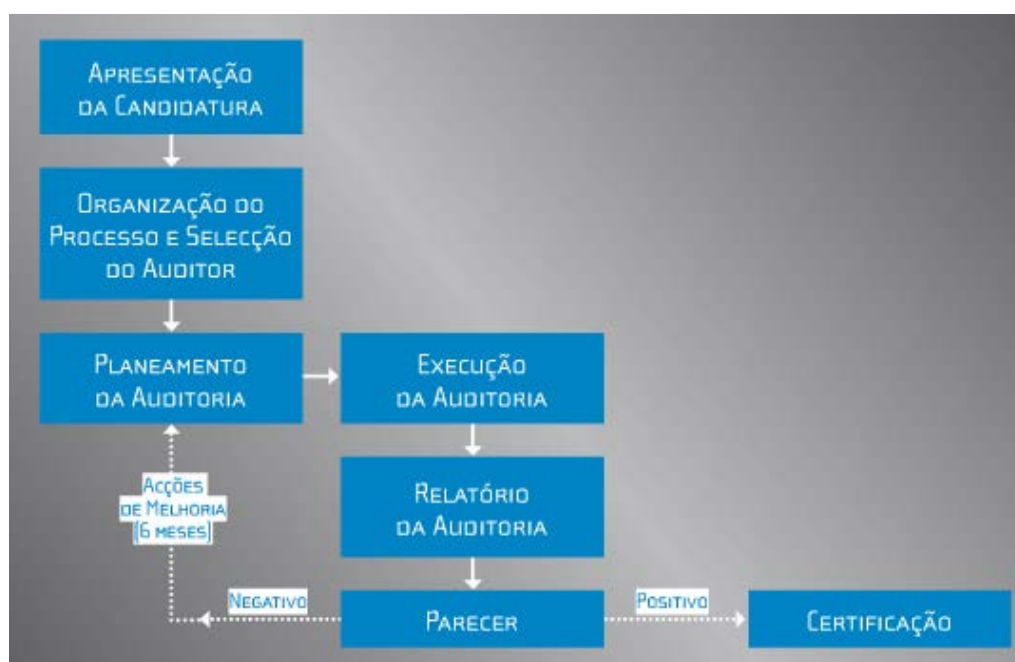 Apresentação
da Candidatura
Organização do
Processo e Selecção
do Auditor
Planeamento
da Auditoria
Execução
da Auditoria
Acções
de Melhoria
(6 meses)
Relatório
da Auditoria
Negativo
Parecer
Positivo
Certificação